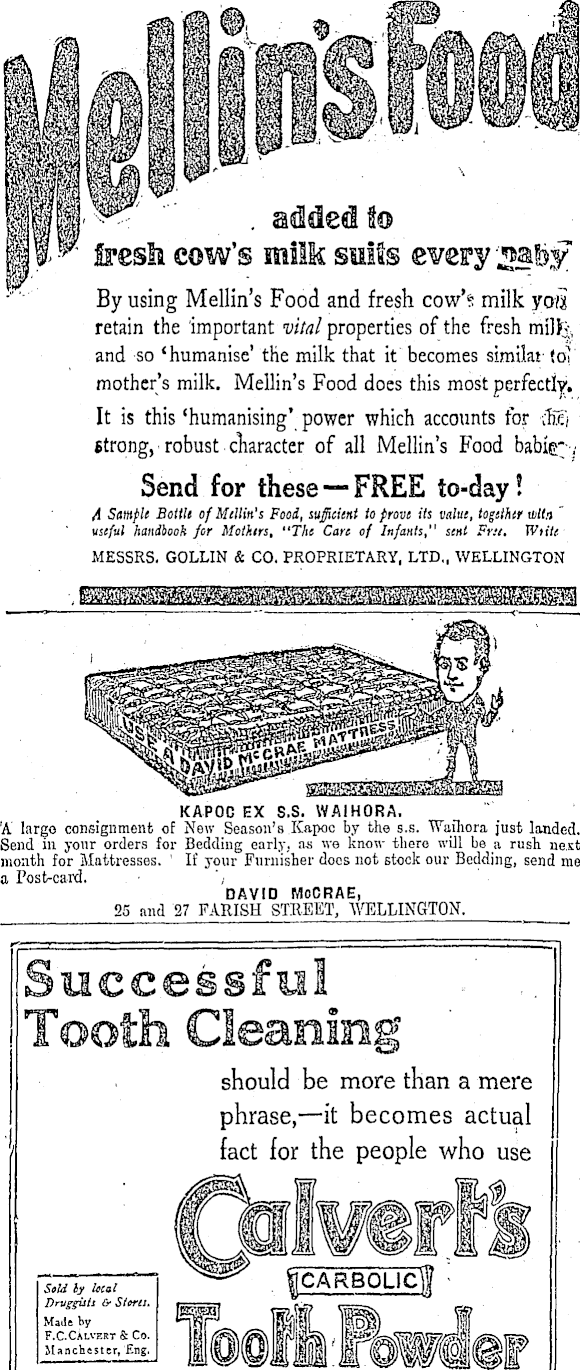 Mellin's Food
added to
fresh cow's milk suits every baby
By using Mellin's Food and fresh cow's milk you
retain the important vital properties of the fresh milk,
and so 'humanise' the milk that it becomes similar to
mother's milk. Mellin's Food does this most perfectly.
It is this 'humanising' power which accounts for the
strong, robust character of all Mellin's Food babies
Send for these—FREE to-day!
A Sample Bottle of Mellin's Food, sufficient to prove its value, together with
useful handbook for Mothers, "The Care of Infants," sent Free. Write
MESSRS. GOLLIN & CO. PROPRIETARY, LTD., WELLINGTON
USE A DAVID McCRAE MATTRESS
KAPOC EX S.S. WAIHORA.
A large consignment of New Season's Kapoc by the s.s. Waihora just landed.
Send in your orders for Bedding early, as we know there will be a rush next
month for Mattresses. If your Furnisher does not stock our Bedding, send me
a Post-card.
DAVID McCRAE,
25 and 27 FARISH STREET, WELLINGTON.
Successful
Tooth Cleaning
should be more than a mere
phrase,—it becomes actual
fact for the people who use
Calvert's
CARBOLIC
Tooth Powder
Sold by local
Druggists & Stores.
Made by
F.C. CALVERT & Co.
Manchester, Eng.